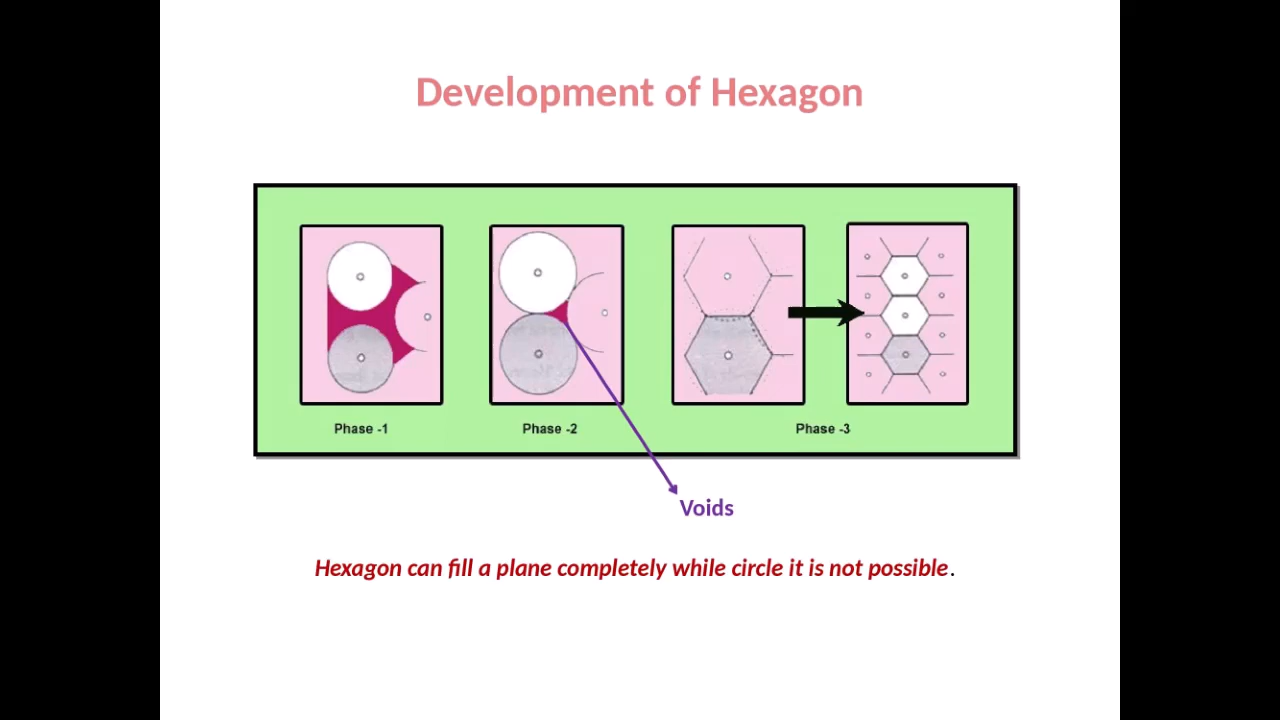 Development of Hexagon
Phase -1
Phase -2
Phase -3
Voids
Hexagon can fill a plane completely while circle it is not possible.